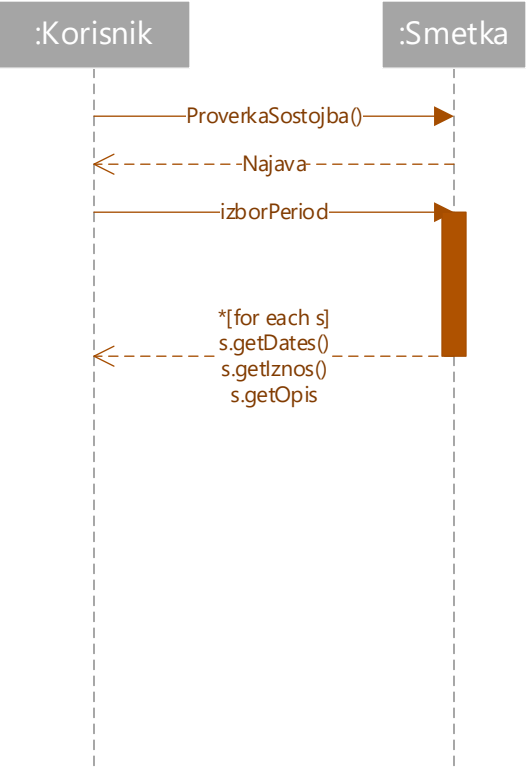 :Korisnik
:Smetka
ProverkaSostojba()
Najava
izborPeriod
*[for each s]
s.getDates()
s.getIznos()
s.getOpis